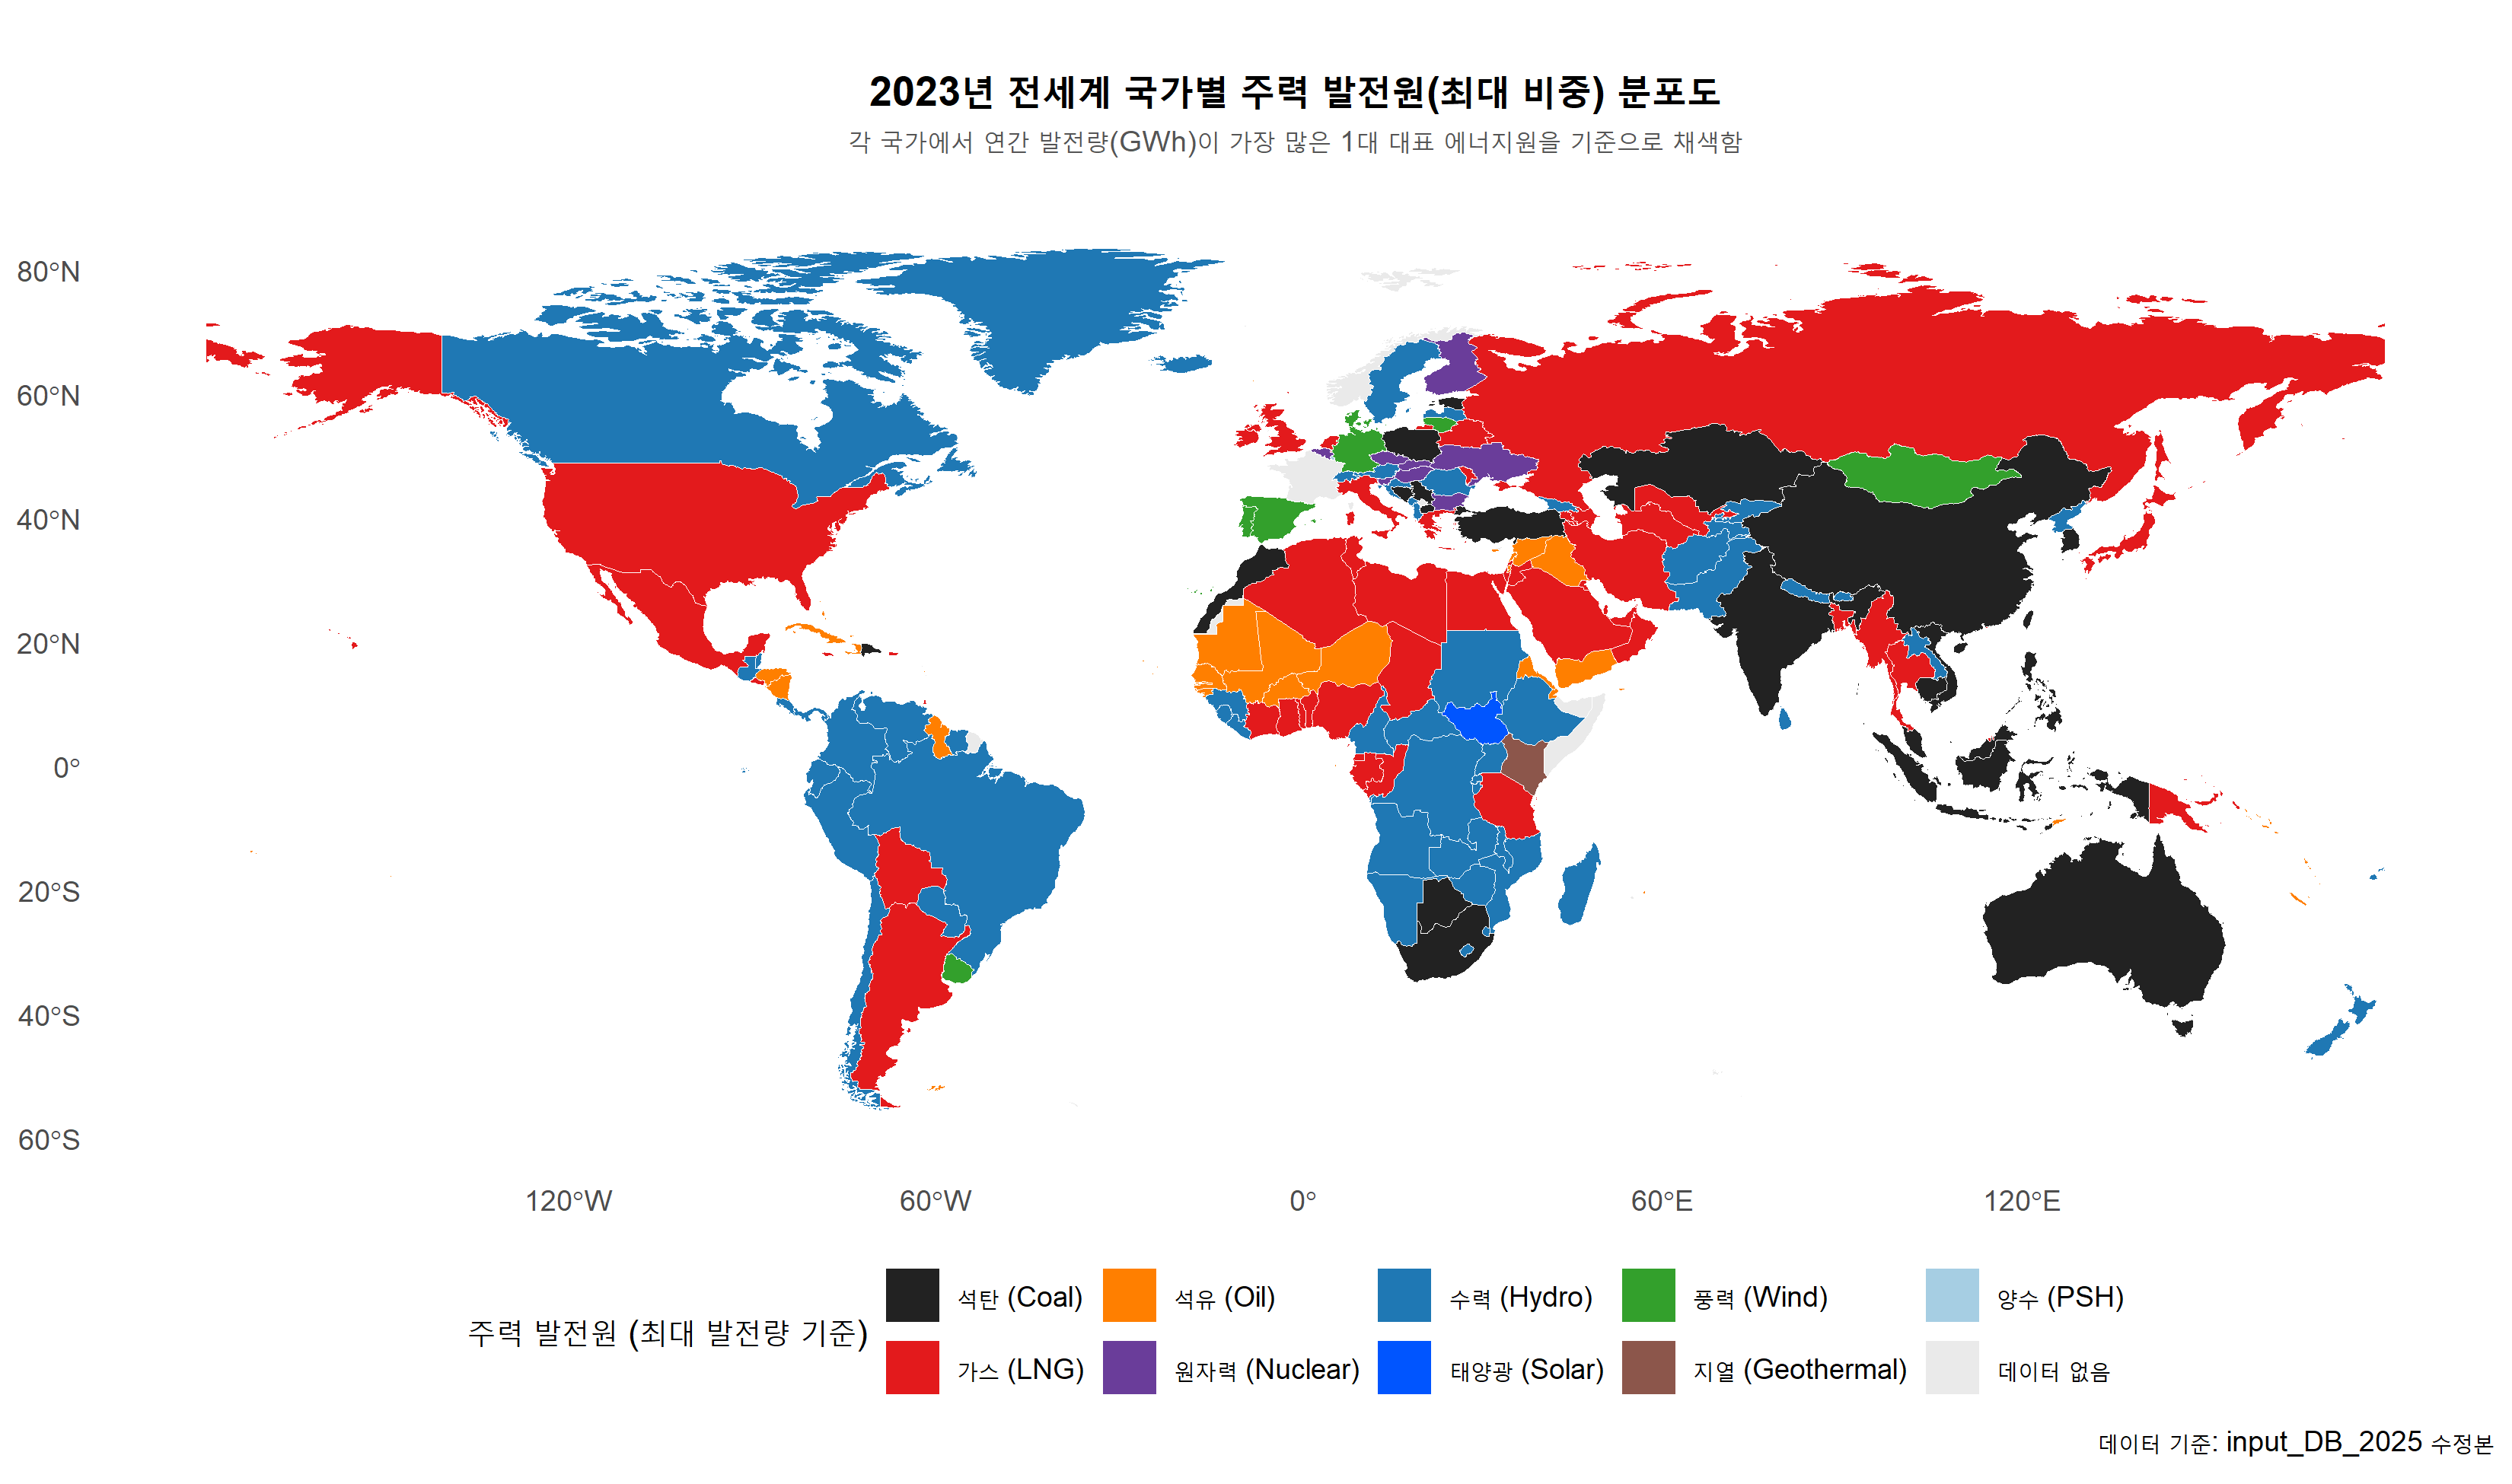 2023년 전세계 국가별 주력 발전원(최대 비중) 분포도
각 국가에서 연간 발전량(GWh)이 가장 많은 1대 대표 에너지원을 기준으로 채색함
80°N
60°N
40°N
20°N
0°
20°S
40°S
60°S
120°W 60°W 0° 60°E 120°E
주력 발전원 (최대 발전량 기준)
석탄 (Coal) 석유 (Oil) 수력 (Hydro) 풍력 (Wind) 양수 (PSH)
가스 (LNG) 원자력 (Nuclear) 태양광 (Solar) 지열 (Geothermal) 데이터 없음
데이터 기준: input_DB_2025 수정본